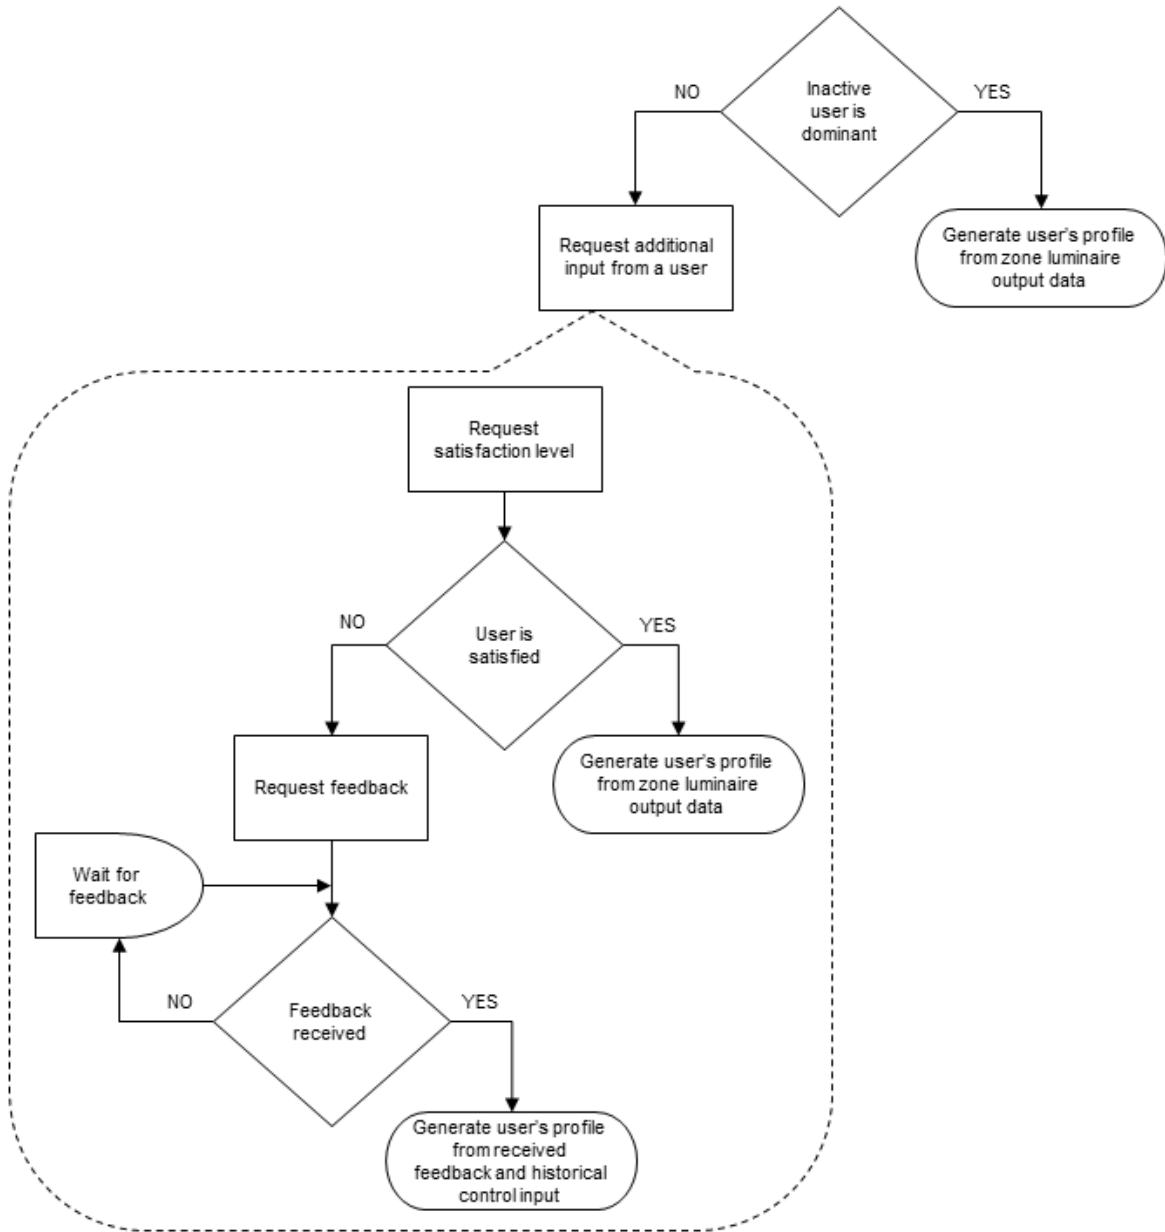 Inactive
user is
dominant
NO
YES
Request additional
input from a user
Generate user's profile
from zone luminaire
output data
Request
satisfaction level
User is
satisfied
NO
YES
Request feedback
Generate user's profile
from zone luminaire
output data
Wait for
feedback
Feedback
received
NO
YES
Generate user's profile
from received
feedback and historical
control input